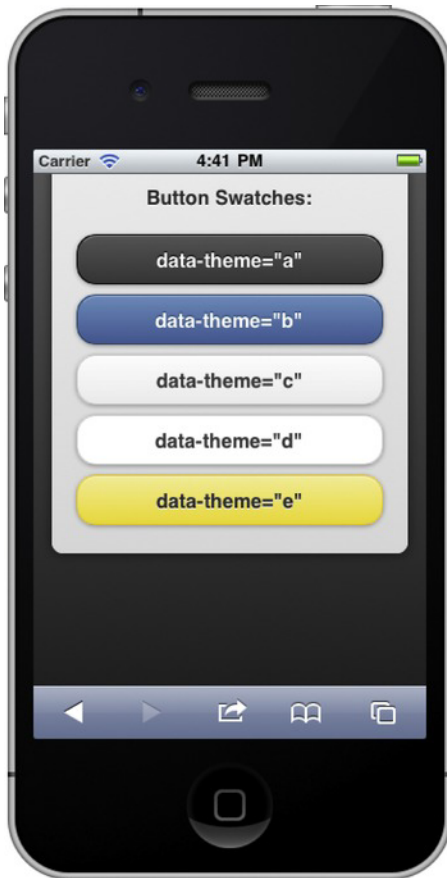 Carrier 4:41 PM
Button Swatches:
data-theme="a"
data-theme="b"
data-theme="c"
data-theme="d"
data-theme="e"